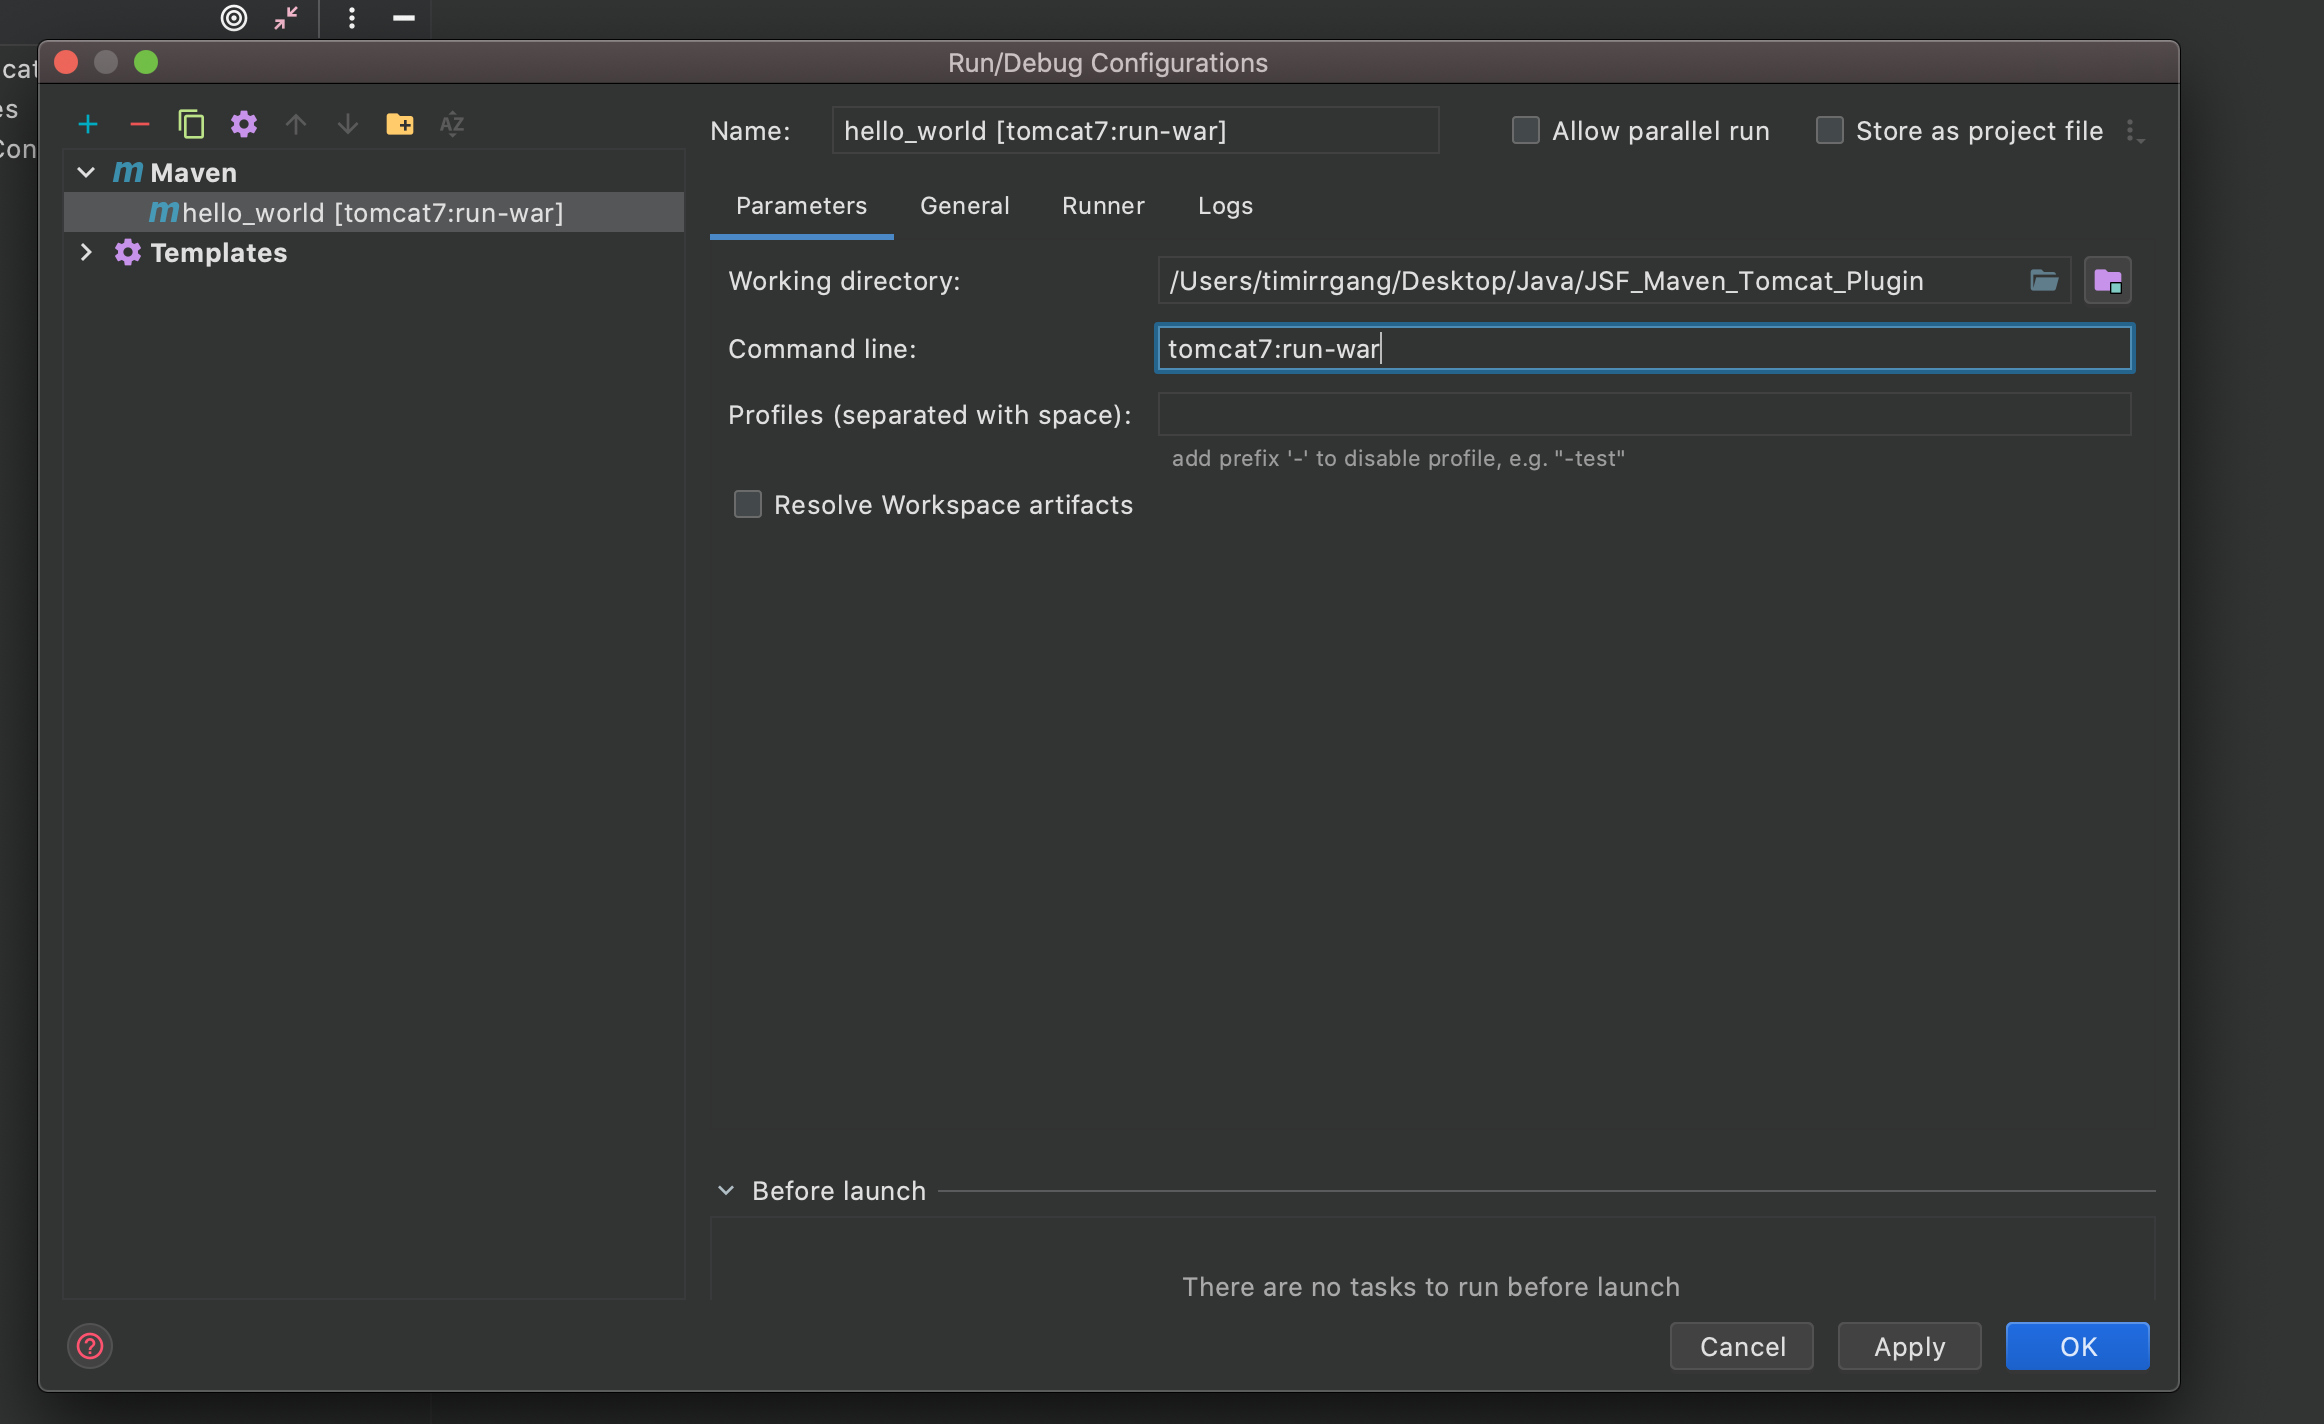 Run/Debug Configurations
cat
es
Con
Name: hello_world [tomcat7:run-war] Allow parallel run Store as project file
Maven
hello_world [tomcat7:run-war]
Templates
Parameters General Runner Logs
Working directory: /Users/timirrgang/Desktop/Java/JSF_Maven_Tomcat_Plugin
Command line: tomcat7:run-war
Profiles (separated with space):
add prefix '-' to disable profile, e.g. "-test"
Resolve Workspace artifacts
Before launch
There are no tasks to run before launch
Cancel Apply OK